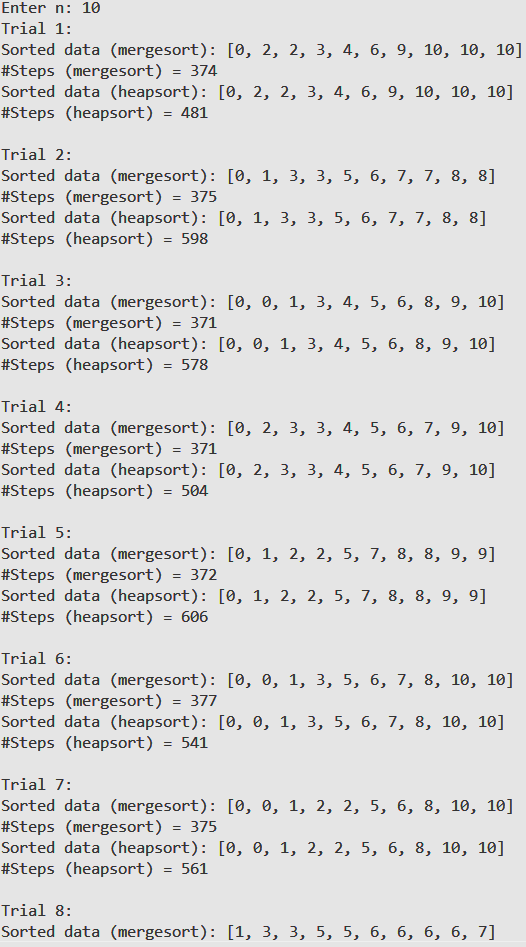 Enter n: 10
Trial 1:
Sorted data (mergesort): [0, 2, 2, 3, 4, 6, 9, 10, 10, 10]
#Steps (mergesort) = 374
Sorted data (heapsort): [0, 2, 2, 3, 4, 6, 9, 10, 10, 10]
#Steps (heapsort) = 481
Trial 2:
Sorted data (mergesort): [0, 1, 3, 3, 5, 6, 7, 7, 8, 8]
#Steps (mergesort) = 375
Sorted data (heapsort): [0, 1, 3, 3, 5, 6, 7, 7, 8, 8]
#Steps (heapsort) = 598
Trial 3:
Sorted data (mergesort): [0, 0, 1, 3, 4, 5, 6, 8, 9, 10]
#Steps (mergesort) = 371
Sorted data (heapsort): [0, 0, 1, 3, 4, 5, 6, 8, 9, 10]
#Steps (heapsort) = 578
Trial 4:
Sorted data (mergesort): [0, 2, 3, 3, 4, 5, 6, 7, 9, 10]
#Steps (mergesort) = 371
Sorted data (heapsort): [0, 2, 3, 3, 4, 5, 6, 7, 9, 10]
#Steps (heapsort) = 504
Trial 5:
Sorted data (mergesort): [0, 1, 2, 2, 5, 7, 8, 8, 9, 9]
#Steps (mergesort) = 372
Sorted data (heapsort): [0, 1, 2, 2, 5, 7, 8, 8, 9, 9]
#Steps (heapsort) = 606
Trial 6:
Sorted data (mergesort): [0, 0, 1, 3, 5, 6, 7, 8, 10, 10]
#Steps (mergesort) = 377
Sorted data (heapsort): [0, 0, 1, 3, 5, 6, 7, 8, 10, 10]
#Steps (heapsort) = 541
Trial 7:
Sorted data (mergesort): [0, 0, 1, 2, 2, 5, 6, 8, 10, 10]
#Steps (mergesort) = 375
Sorted data (heapsort): [0, 0, 1, 2, 2, 5, 6, 8, 10, 10]
#Steps (heapsort) = 561
Trial 8:
Sorted data (mergesort): [1, 3, 3, 5, 5, 6, 6, 6, 6, 7]